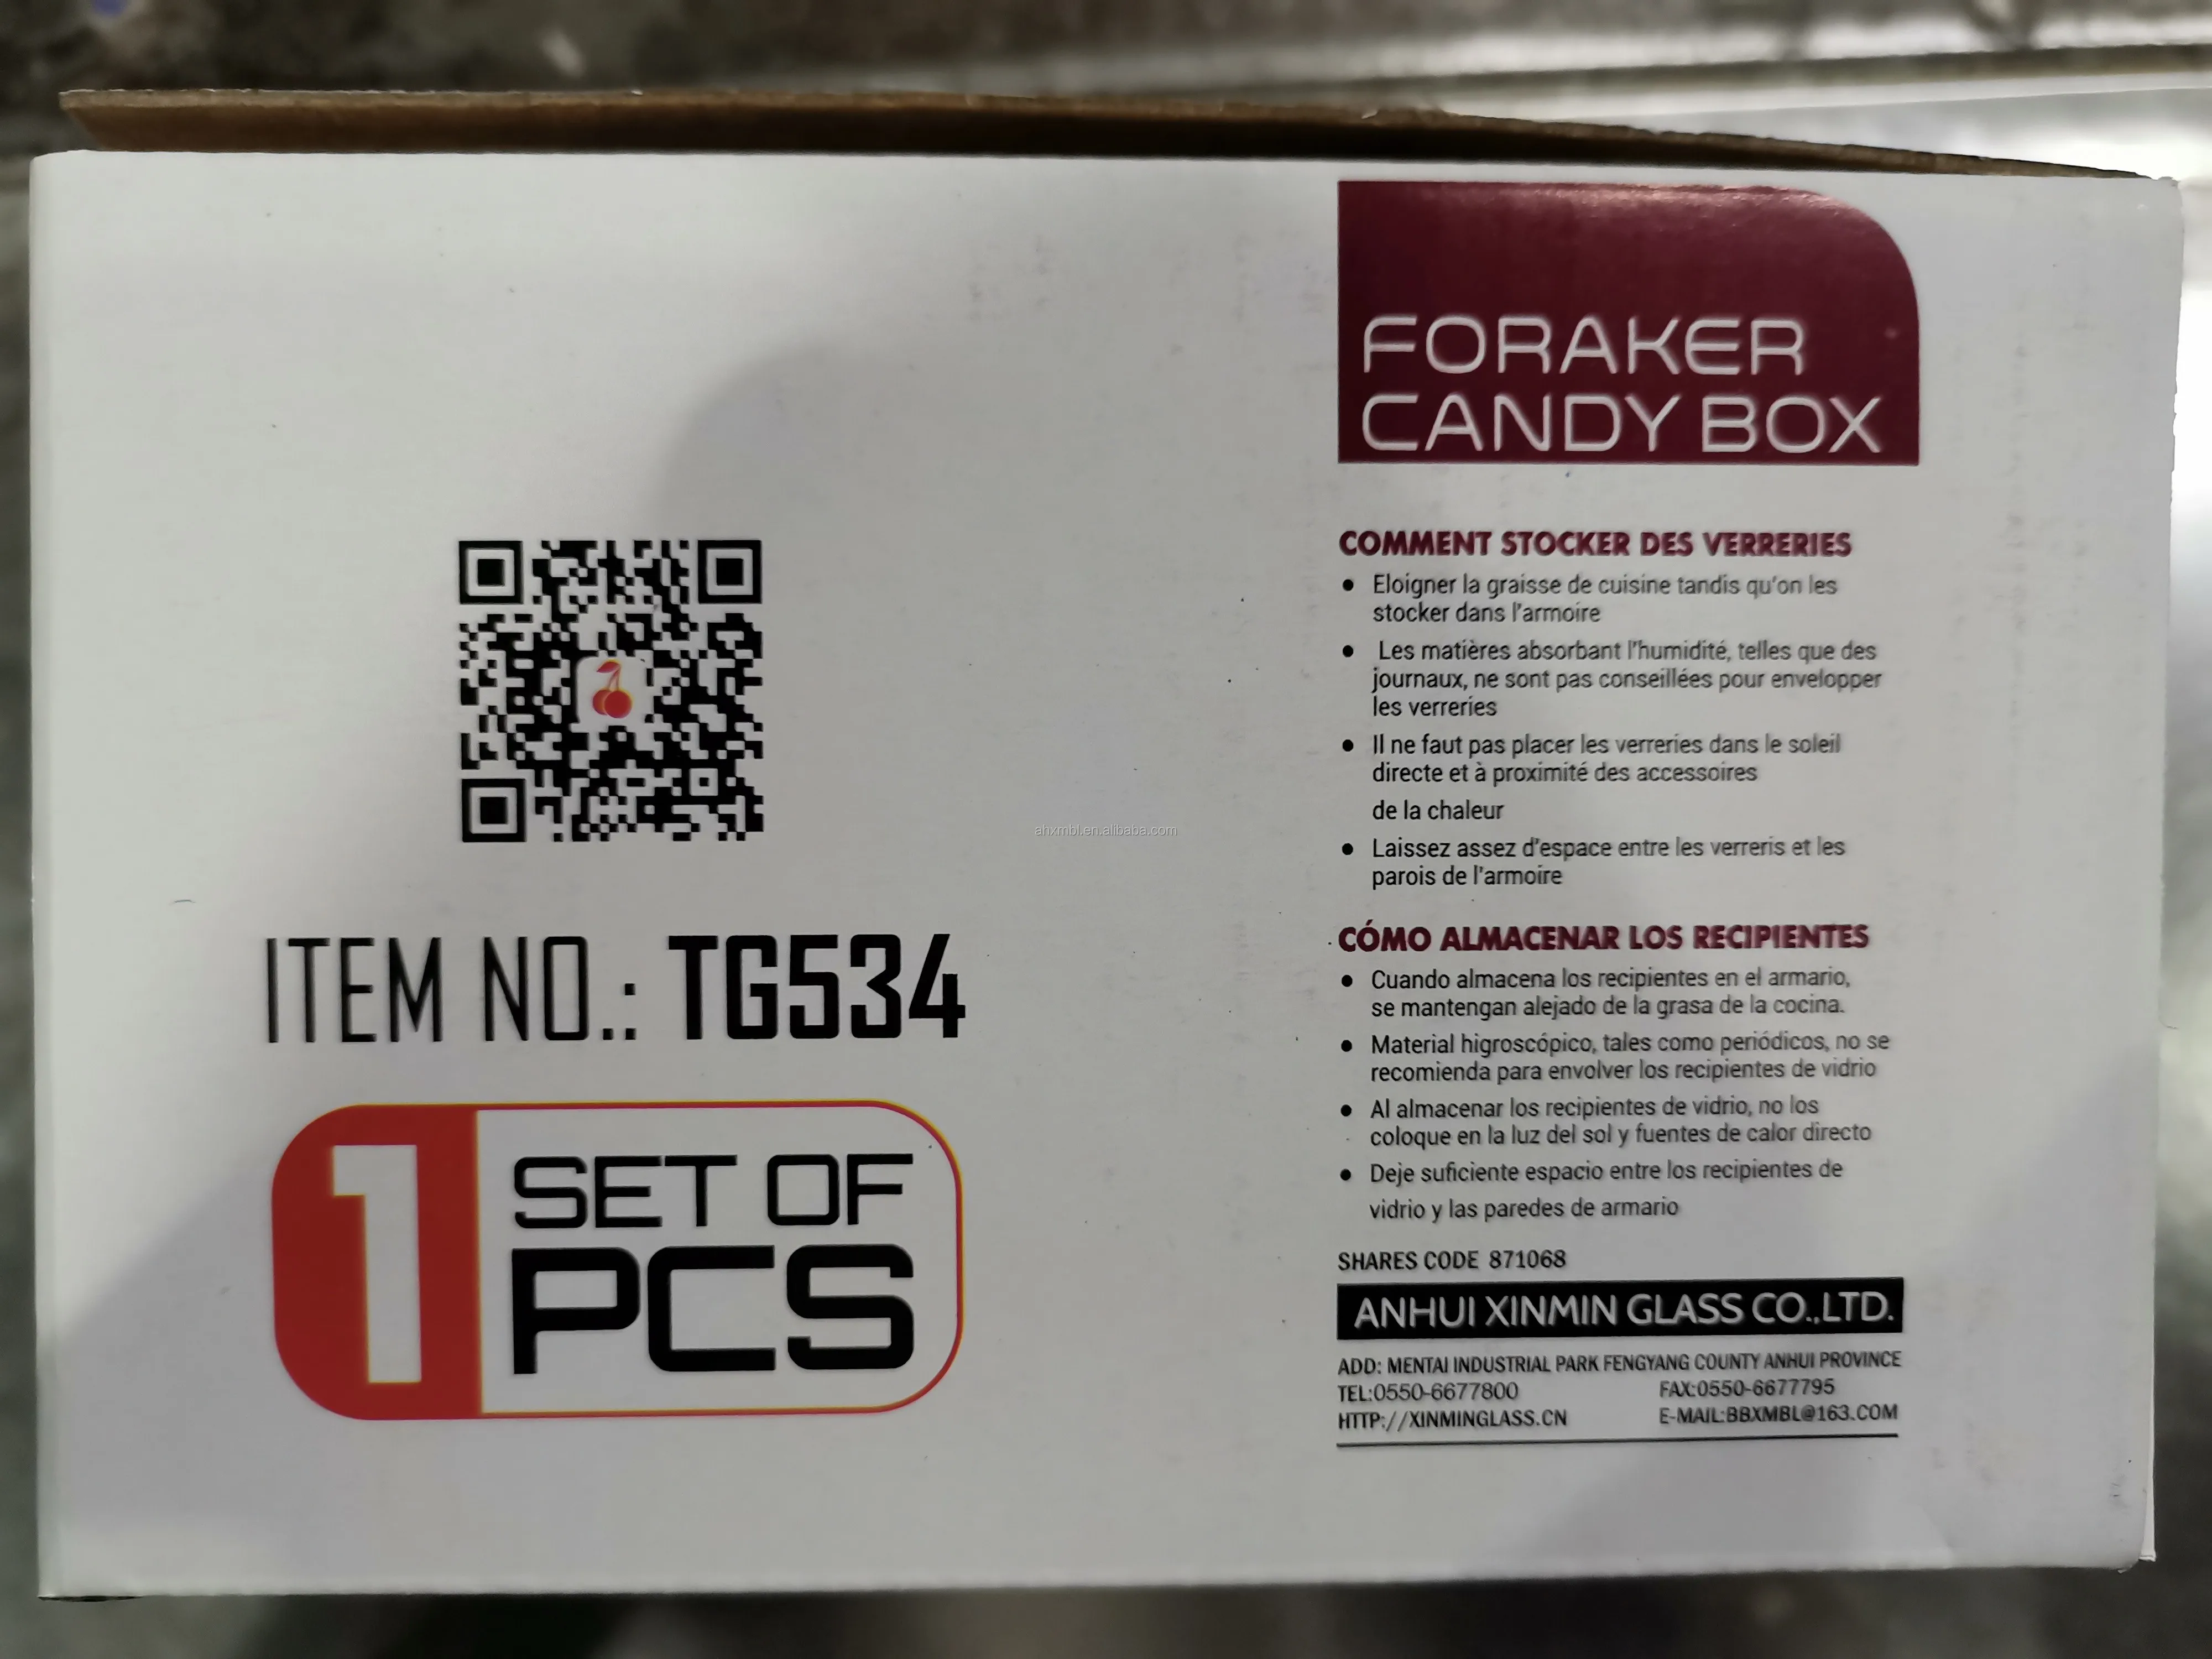 FORAKER
CANDY BOX
COMMENT STOCKER DES VERRERIES
• Eloigner la graisse de cuisine tandis qu'on les
stocker dans l'armoire
• Les matières absorbant l'humidité, telles que des
journaux, ne sont pas conseillées pour envelopper
les verreries
• Il ne faut pas placer les verreries dans le soleil
directe et à proximité des accessoires
de la chaleur
• Laissez assez d'espace entre les verreris et les
parois de l'armoire
CÓMO ALMACENAR LOS RECIPIENTES
• Cuando almacena los recipientes en el armario,
se mantengan alejado de la grasa de la cocina.
• Material higroscópico, tales como periódicos, no se
recomienda para envolver los recipientes de vidrio
• Al almacenar los recipientes de vidrio, no los
coloque en la luz del sol y fuentes de calor directo
• Deje suficiente espacio entre los recipientes de
vidrio y las paredes de armario
SHARES CODE 871068
ANHUI XINMIN GLASS CO.,LTD.
ADD: MENTAI INDUSTRIAL PARK FENGYANG COUNTY ANHUI PROVINCE
TEL:0550-6677800 FAX:0550-6677795
HTTP://XINMINGLASS.CN E-MAIL:BBXMBL@163.COM
ITEM NO.: TG534
1 SET OF
PCS
ahxmbl.en.alibaba.com